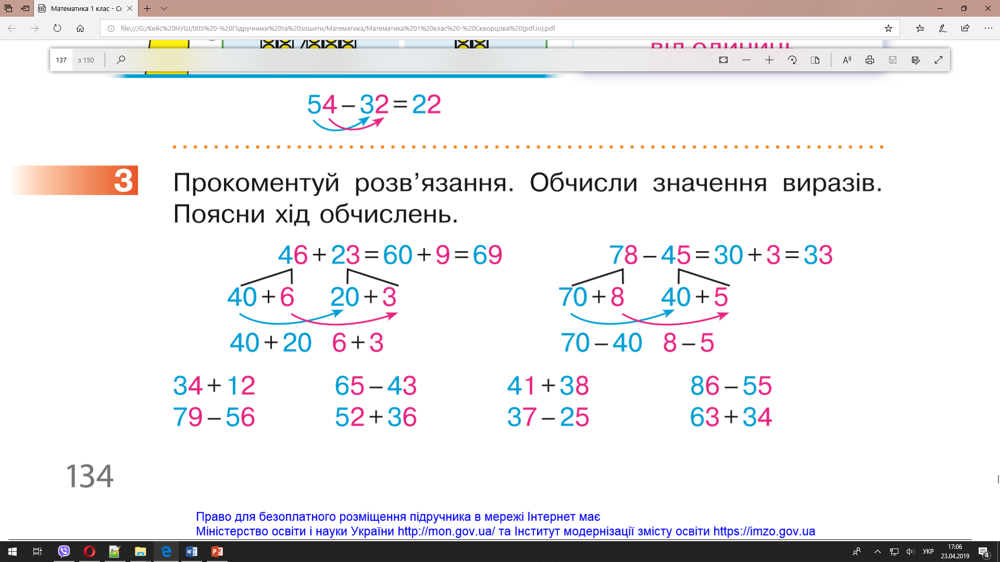 Математика 1 клас - Ск
file:///G:/Кейс%20НУШ/005%20-%20Підручники%20та%20зошити/Математика/Математика%201%20клас%20-%20Скворцова%20(pdf.io).pdf
від одиниць
137 з 150
54 – 32 = 22
3
Прокоментуй розв’язання. Обчисли значення виразів.
Поясни хід обчислень.
46 + 23 = 60 + 9 = 69 78 – 45 = 30 + 3 = 33
40 + 6 20 + 3 70 + 8 40 + 5
40 + 20 6 + 3 70 – 40 8 – 5
34 + 12 65 – 43 41 + 38 86 – 55
79 – 56 52 + 36 37 – 25 63 + 34
134
Право для безоплатного розміщення підручника в мережі Інтернет має
Міністерство освіти і науки України http://mon.gov.ua/ та Інститут модернізації змісту освіти https://imzo.gov.ua
УКР
17:06
23.04.2019
4